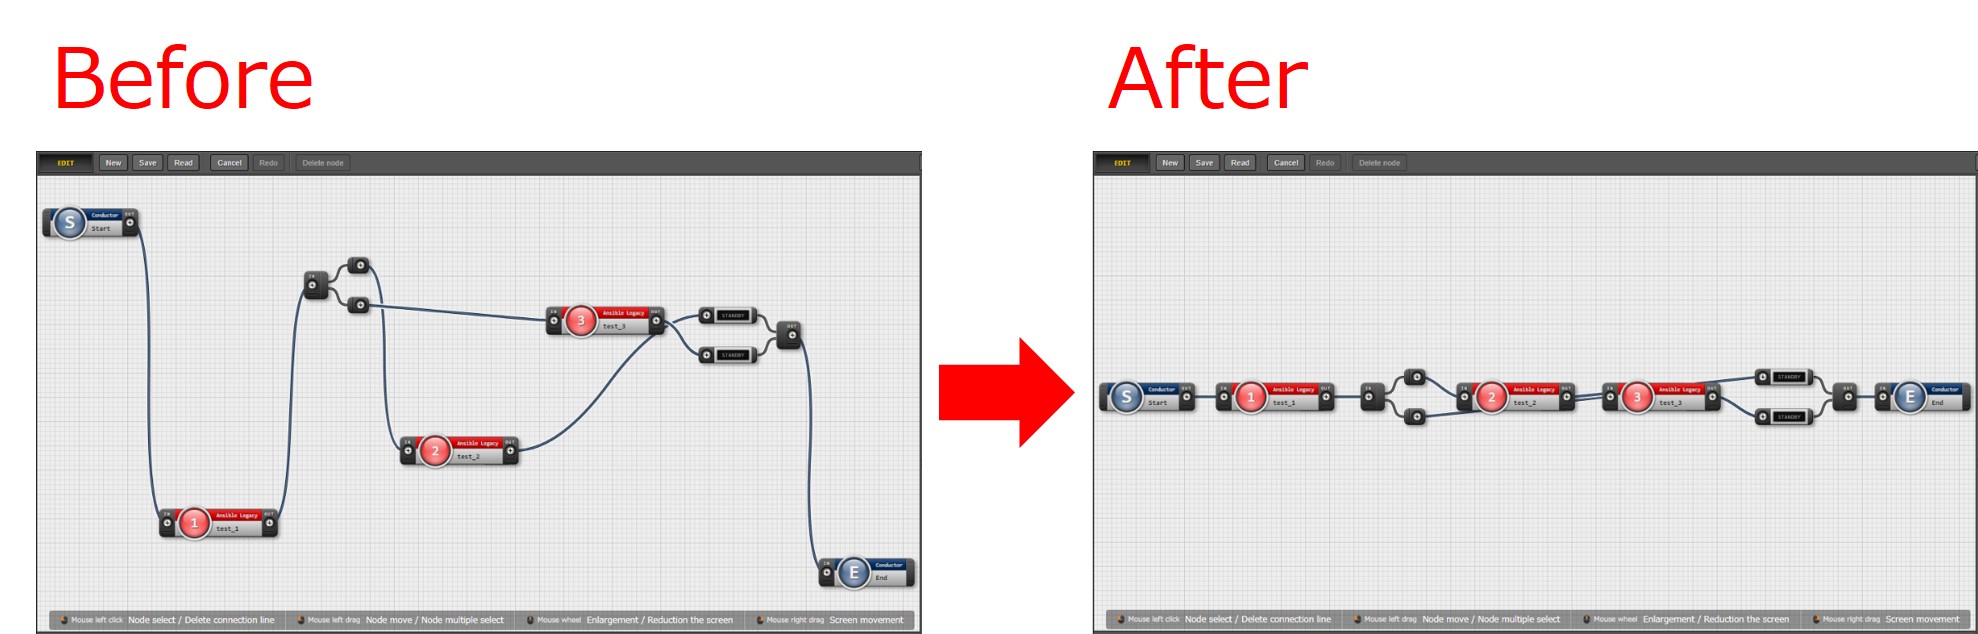 Before
After
EDIT New Save Read Cancel Redo Delete node
S Conductor OUT
Start
IN
IN 3 Ansible Legacy OUT
test_3
STANDBY
STANDBY
OUT
IN 2 Ansible Legacy OUT
test_2
IN 1 Ansible Legacy OUT
test_1
IN E Conductor
End
Mouse left click Node select / Delete connection line Mouse left drag Node move / Node multiple select Mouse wheel Enlargement / Reduction the screen Mouse right drag Screen movement
EDIT New Save Read Cancel Redo Delete node
S Conductor OUT
Start
IN 1 Ansible Legacy OUT
test_1
IN
IN 2 Ansible Legacy OUT
test_2
IN 3 Ansible Legacy OUT
test_3
STANDBY
STANDBY
OUT
IN E Conductor
End
Mouse left click Node select / Delete connection line Mouse left drag Node move / Node multiple select Mouse wheel Enlargement / Reduction the screen Mouse right drag Screen movement